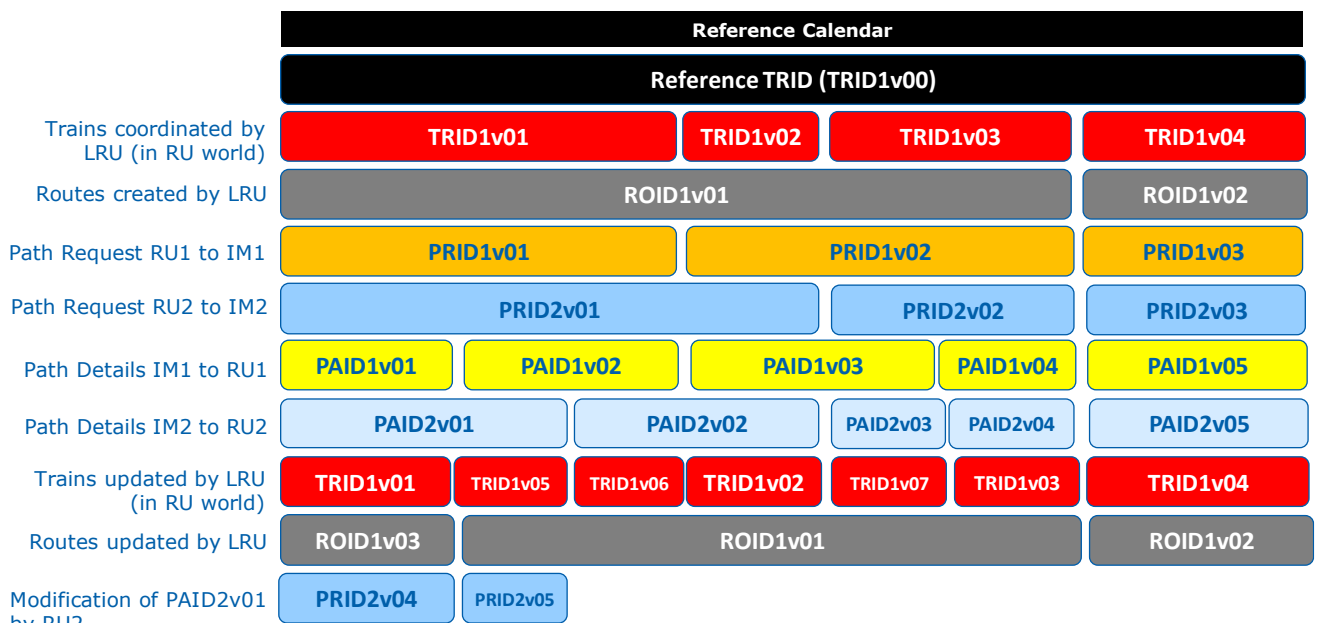 Reference Calendar
Reference TRID (TRID1v00)
Trains coordinated by
LRU (in RU world)
TRID1v01 TRID1v02 TRID1v03 TRID1v04
Routes created by LRU ROID1v01 ROID1v02
Path Request RU1 to IM1 PRID1v01 PRID1v02 PRID1v03
Path Request RU2 to IM2 PRID2v01 PRID2v02 PRID2v03
Path Details IM1 to RU1 PAID1v01 PAID1v02 PAID1v03 PAID1v04 PAID1v05
Path Details IM2 to RU2 PAID2v01 PAID2v02 PAID2v03 PAID2v04 PAID2v05
Trains updated by LRU
(in RU world)
TRID1v01 TRID1v05 TRID1v06 TRID1v02 TRID1v07 TRID1v03 TRID1v04
Routes updated by LRU ROID1v03 ROID1v01 ROID1v02
Modification of PAID2v01
by RU2
PRID2v04 PRID2v05